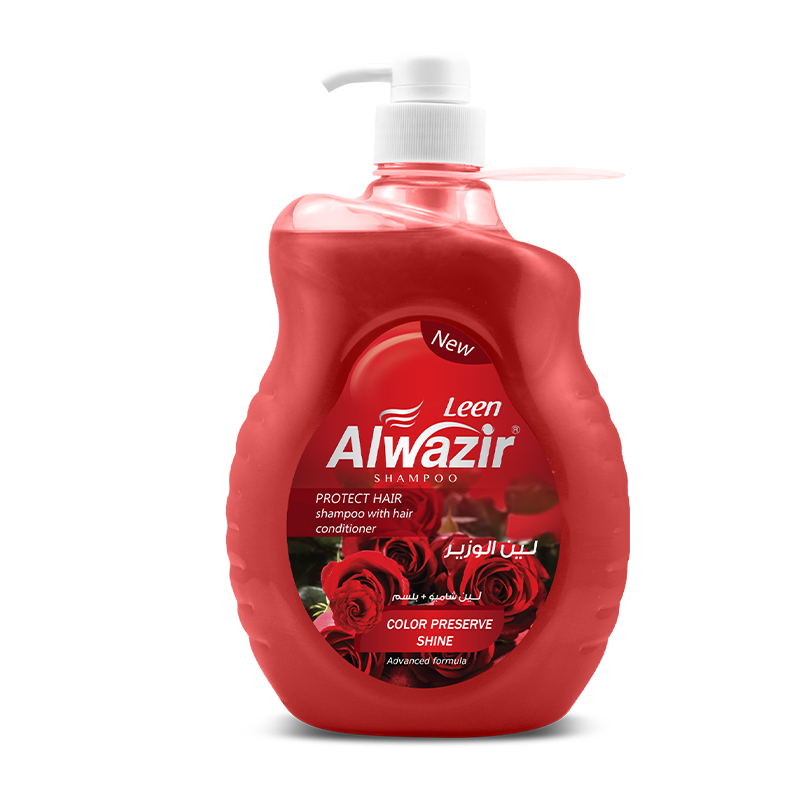 New
Leen
Alwazir®
SHAMPOO
PROTECT HAIR
shampoo with hair
conditioner
لين الوزير
لين شامبو + بلسم
COLOR PRESERVE
SHINE
Advanced formula